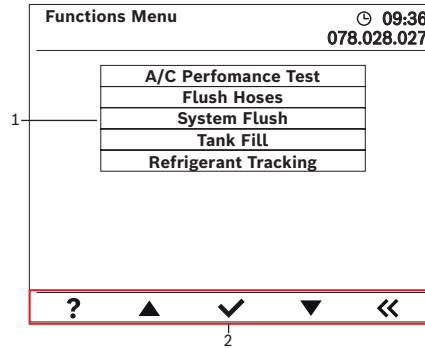 Functions Menu
09:36
078.028.027
A/C Perfomance Test
Flush Hoses
1
System Flush
Tank Fill
Refrigerant Tracking
?
2